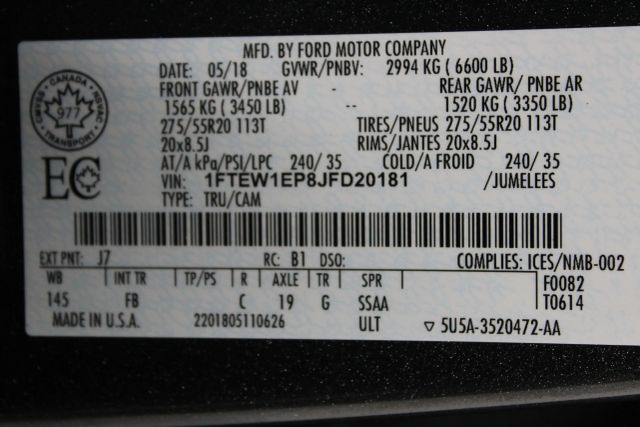 MFD. BY FORD MOTOR COMPANY
DATE: 05/18 GVWR/PNBV: 2994 KG ( 6600 LB)
FRONT GAWR/ PNBE AV - REAR GAWR/ PNBE AR
1565 KG ( 3450 LB) -- 1520 KG ( 3350 LB)
275/55R20 113T TIRES/PNEUS 275/55R20 113T
20x8.5J RIMS/JANTES 20x8.5J
AT/A kPa/PSI/LPC 240/ 35 COLD/A FROID 240/ 35
VIN: 1FTEW1EP8JFD20181 /JUMELEES
TYPE: TRU/CAM
CANADA
977
TRANSPORT
EC
EXT PNT: J7 RC: B1 DSO: COMPLIES: ICES/NMB-002
WB INT TR TP/PS R AXLE TR SPR F0082
145 FB C 19 G SSAA T0614
MADE IN U.S.A. 2201805110626 ULT ▽ 5U5A-3520472-AA